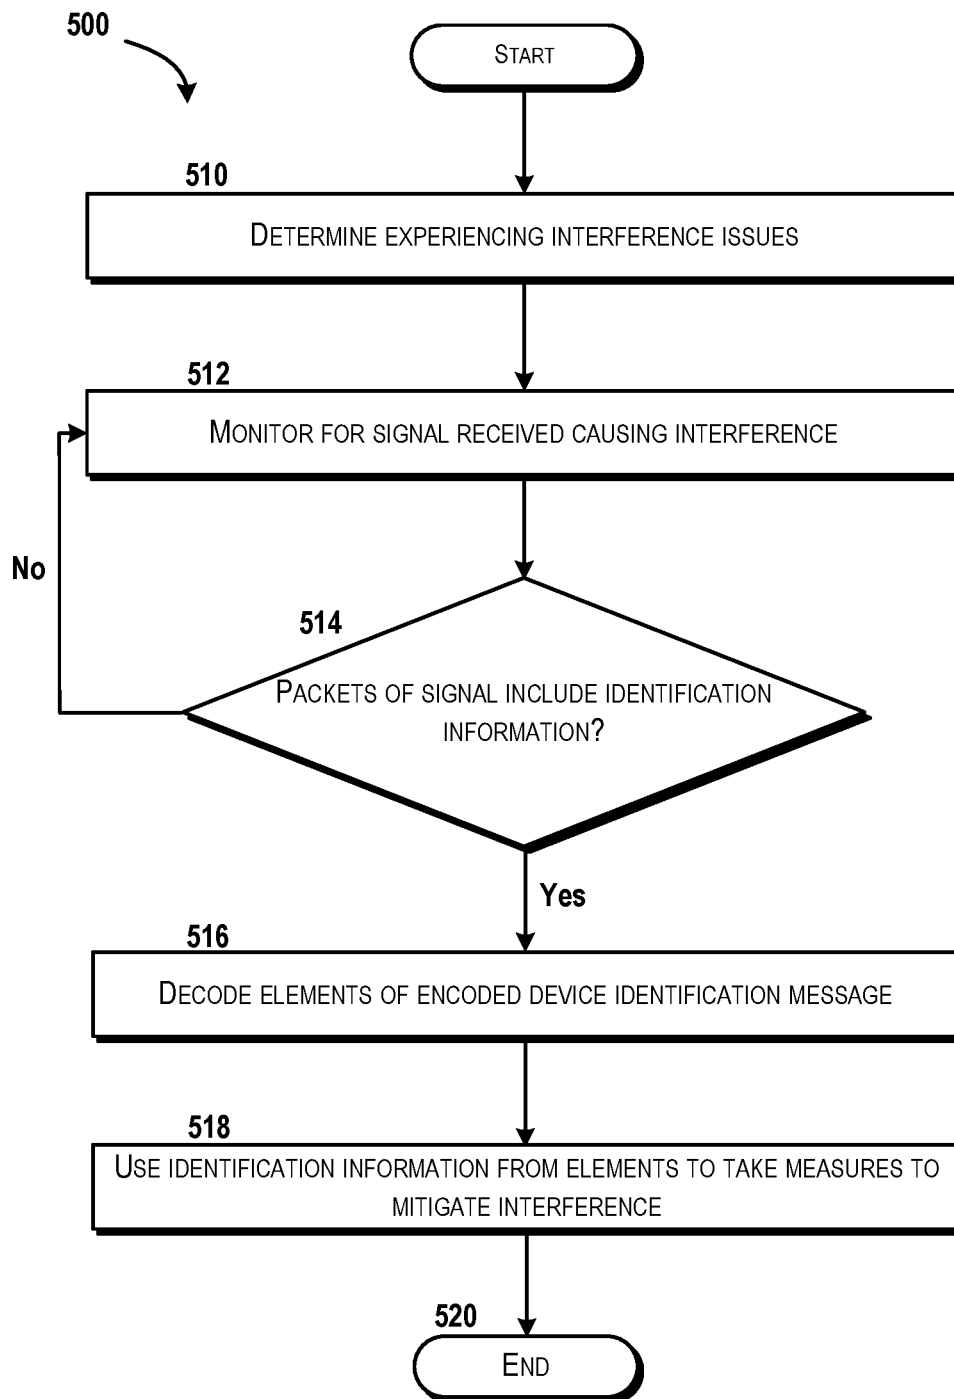 500
START
510
DETERMINE EXPERIENCING INTERFERENCE ISSUES
512
MONITOR FOR SIGNAL RECEIVED CAUSING INTERFERENCE
No
514
PACKETS OF SIGNAL INCLUDE IDENTIFICATION
INFORMATION?
Yes
516
DECODE ELEMENTS OF ENCODED DEVICE IDENTIFICATION MESSAGE
518
USE IDENTIFICATION INFORMATION FROM ELEMENTS TO TAKE MEASURES TO
MITIGATE INTERFERENCE
520
END